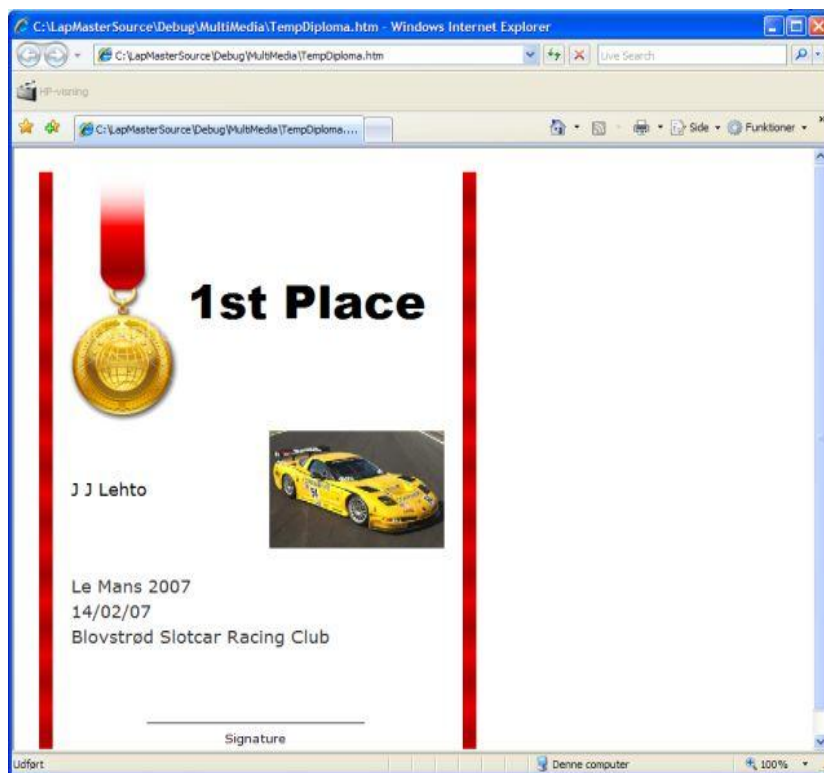 C:\LapMasterSource\Debug\MultiMedia\TempDiploma.htm - Windows Internet Explorer
C:\LapMasterSource\Debug\MultiMedia\TempDiploma.htm
Live Search
HP-visning
C:\LapMasterSource\Debug\MultiMedia\TempDiploma....
Side
Funktioner
1st Place
J J Lehto
Le Mans 2007
14/02/07
Blovstrød Slotcar Racing Club
Signature
Udført
Denne computer
100%